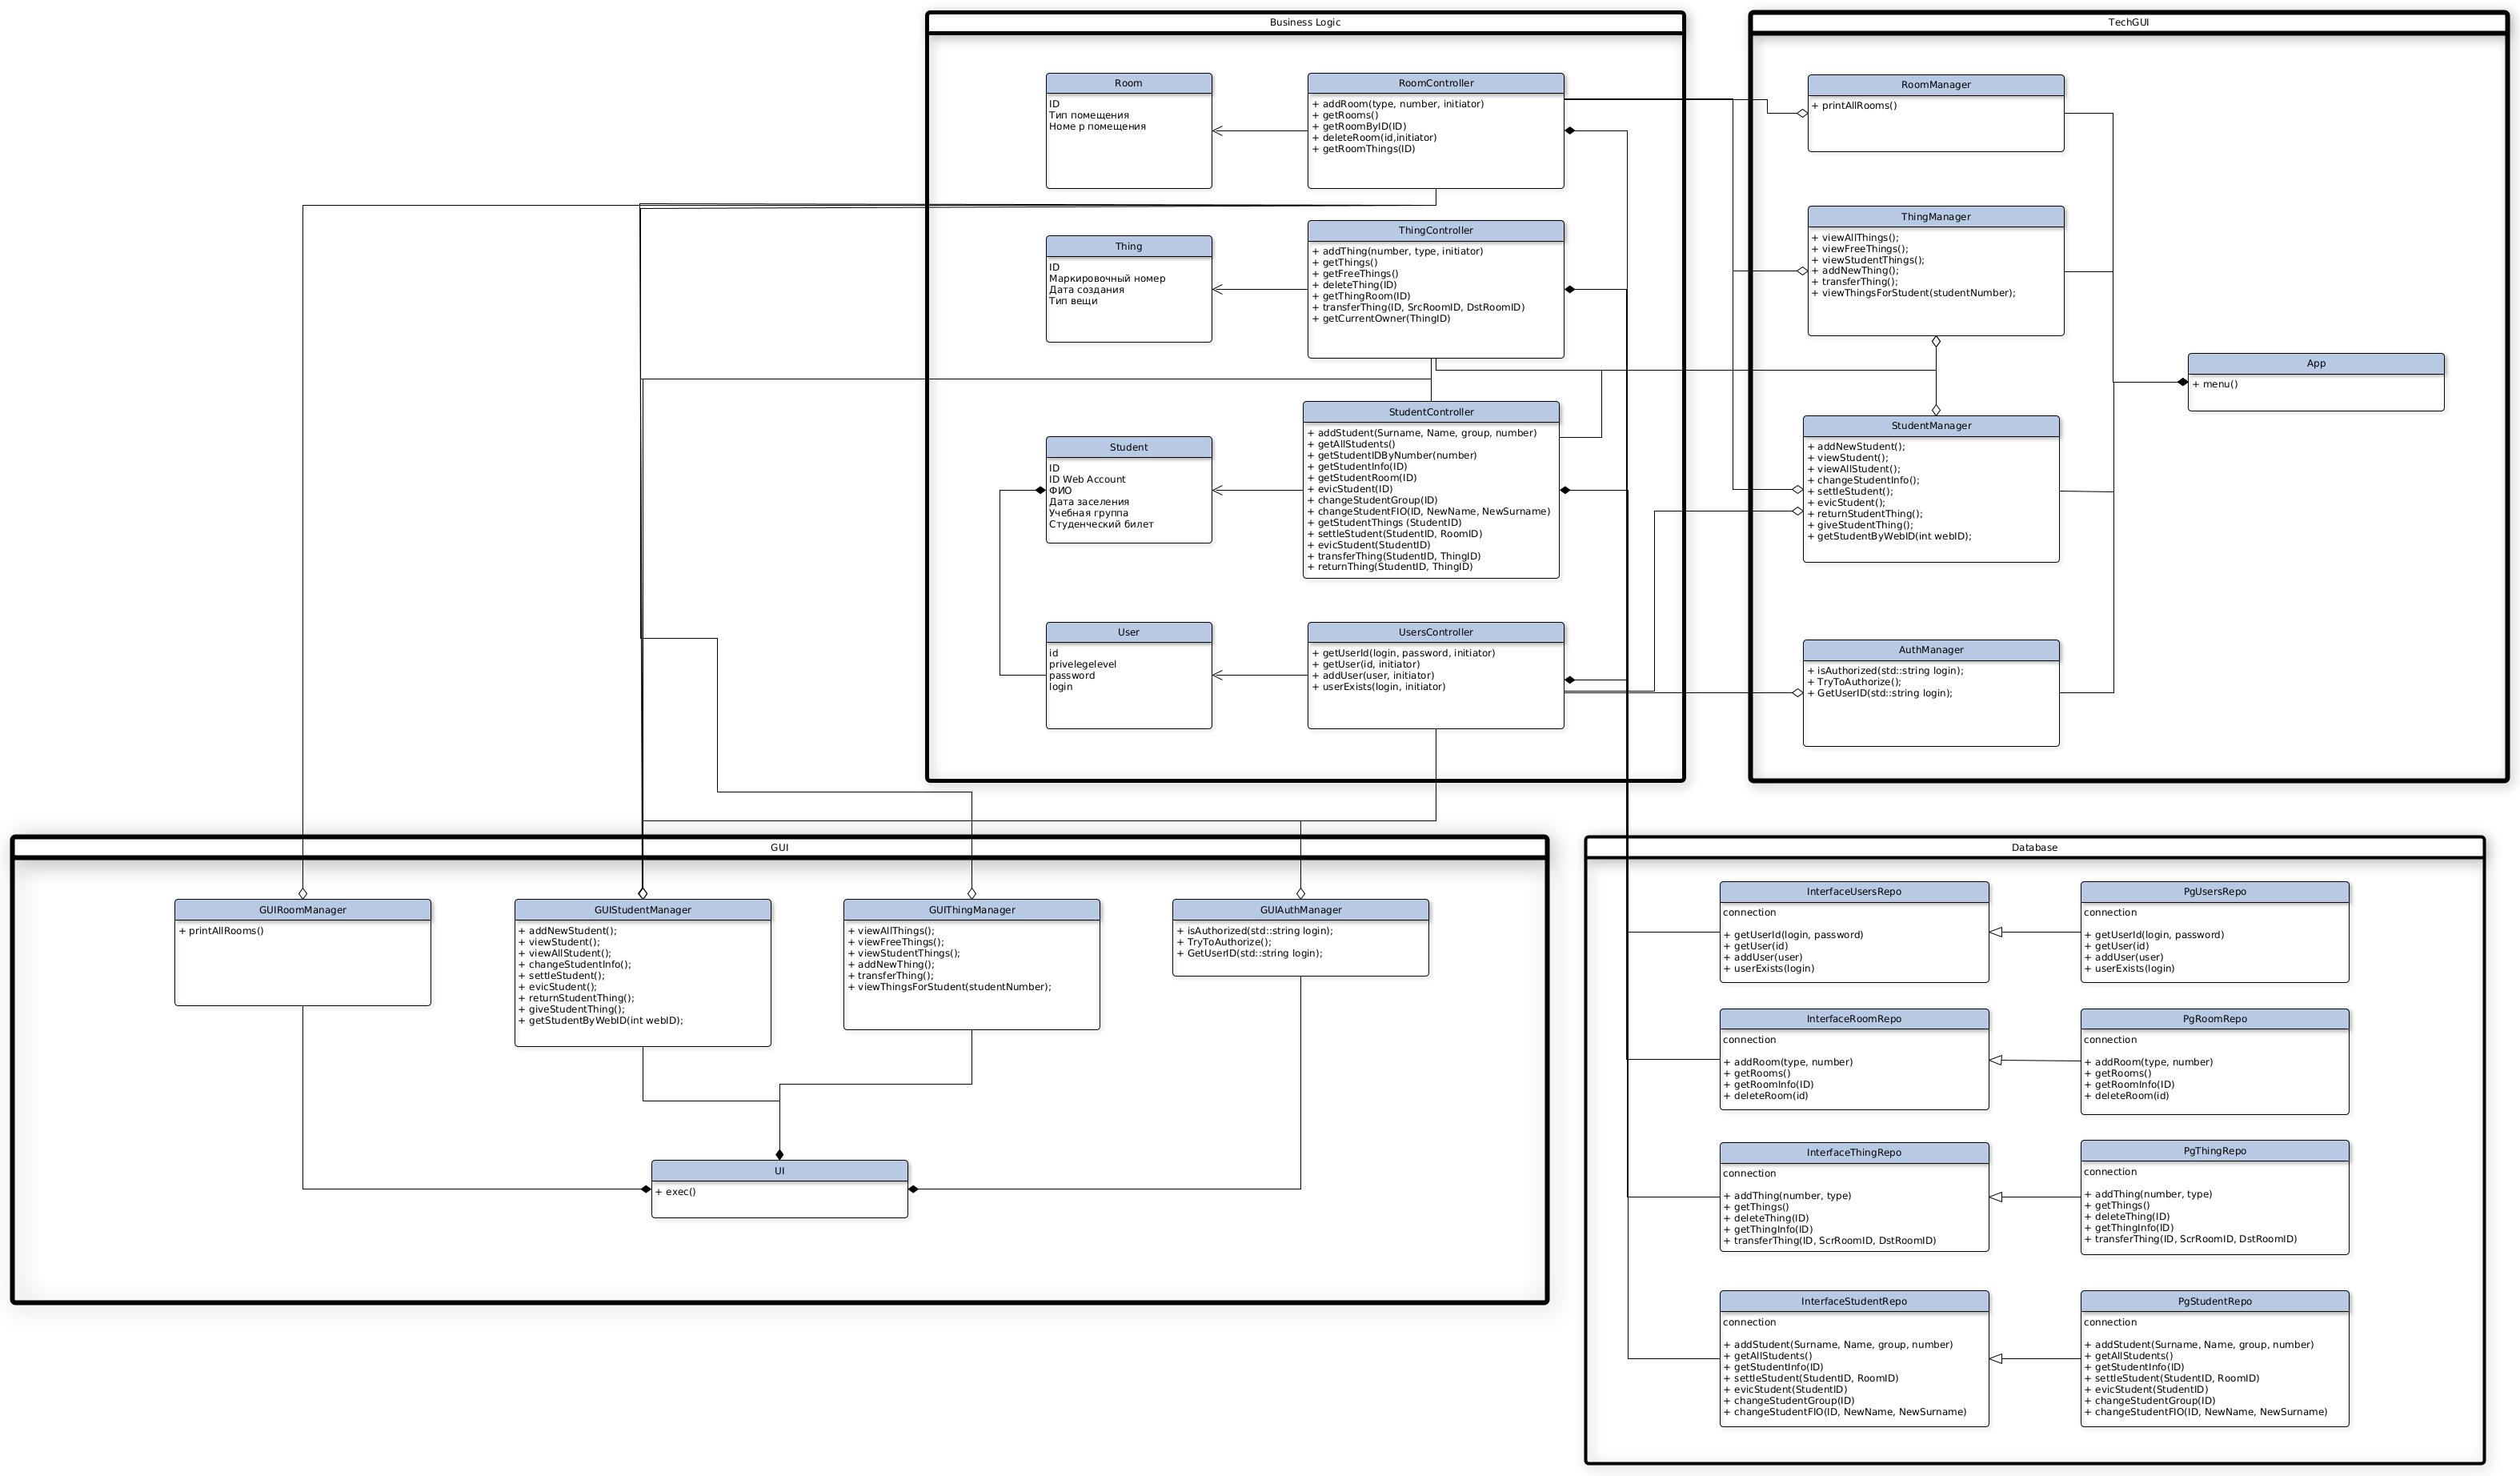 Business Logic
Room
ID
Тип помещения
Номе р помещения
RoomController
+ addRoom(type, number, initiator)
+ getRooms()
+ getRoomByID(ID)
+ deleteRoom(id,initiator)
+ getRoomThings(ID)
Thing
ID
Маркировочный номер
Дата создания
Тип вещи
ThingController
+ addThing(number, type, initiator)
+ getThings()
+ getFreeThings()
+ deleteThing(ID)
+ getThingRoom(ID)
+ transferThing(ID, SrcRoomID, DstRoomID)
+ getCurrentOwner(ThingID)
Student
ID
ID Web Account
ФИО
Дата заселения
Учебная группа
Студенческий билет
StudentController
+ addStudent(Surname, Name, group, number)
+ getAllStudents()
+ getStudentIDByNumber(number)
+ getStudentInfo(ID)
+ getStudentRoom(ID)
+ evicStudent(ID)
+ changeStudentGroup(ID)
+ changeStudentFIO(ID, NewName, NewSurname)
+ getStudentThings (StudentID)
+ settleStudent(StudentID, RoomID)
+ evicStudent(StudentID)
+ transferThing(StudentID, ThingID)
+ returnThing(StudentID, ThingID)
User
id
privelegelevel
password
login
UsersController
+ getUserId(login, password, initiator)
+ getUser(id, initiator)
+ addUser(user, initiator)
+ userExists(login, initiator)
TechGUI
RoomManager
+ printAllRooms()
ThingManager
+ viewAllThings();
+ viewFreeThings();
+ viewStudentThings();
+ addNewThing();
+ transferThing();
+ viewThingsForStudent(studentNumber);
App
+ menu()
StudentManager
+ addNewStudent();
+ viewStudent();
+ viewAllStudent();
+ changeStudentInfo();
+ settleStudent();
+ evicStudent();
+ returnStudentThing();
+ giveStudentThing();
+ getStudentByWebID(int webID);
AuthManager
+ isAuthorized(std::string login);
+ TryToAuthorize();
+ GetUserID(std::string login);
GUI
GUIRoomManager
+ printAllRooms()
GUIStudentManager
+ addNewStudent();
+ viewStudent();
+ viewAllStudent();
+ changeStudentInfo();
+ settleStudent();
+ evicStudent();
+ returnStudentThing();
+ giveStudentThing();
+ getStudentByWebID(int webID);
GUIThingManager
+ viewAllThings();
+ viewFreeThings();
+ viewStudentThings();
+ addNewThing();
+ transferThing();
+ viewThingsForStudent(studentNumber);
GUIAuthManager
+ isAuthorized(std::string login);
+ TryToAuthorize();
+ GetUserID(std::string login);
UI
+ exec()
Database
InterfaceUsersRepo
connection
+ getUserId(login, password)
+ getUser(id)
+ addUser(user)
+ userExists(login)
PgUsersRepo
connection
+ getUserId(login, password)
+ getUser(id)
+ addUser(user)
+ userExists(login)
InterfaceRoomRepo
connection
+ addRoom(type, number)
+ getRooms()
+ getRoomInfo(ID)
+ deleteRoom(id)
PgRoomRepo
connection
+ addRoom(type, number)
+ getRooms()
+ getRoomInfo(ID)
+ deleteRoom(id)
InterfaceThingRepo
connection
+ addThing(number, type)
+ getThings()
+ deleteThing(ID)
+ getThingInfo(ID)
+ transferThing(ID, ScrRoomID, DstRoomID)
PgThingRepo
connection
+ addThing(number, type)
+ getThings()
+ deleteThing(ID)
+ getThingInfo(ID)
+ transferThing(ID, ScrRoomID, DstRoomID)
InterfaceStudentRepo
connection
+ addStudent(Surname, Name, group, number)
+ getAllStudents()
+ getStudentInfo(ID)
+ settleStudent(StudentID, RoomID)
+ evicStudent(StudentID)
+ changeStudentGroup(ID)
+ changeStudentFIO(ID, NewName, NewSurname)
PgStudentRepo
connection
+ addStudent(Surname, Name, group, number)
+ getAllStudents()
+ getStudentInfo(ID)
+ settleStudent(StudentID, RoomID)
+ evicStudent(StudentID)
+ changeStudentGroup(ID)
+ changeStudentFIO(ID, NewName, NewSurname)